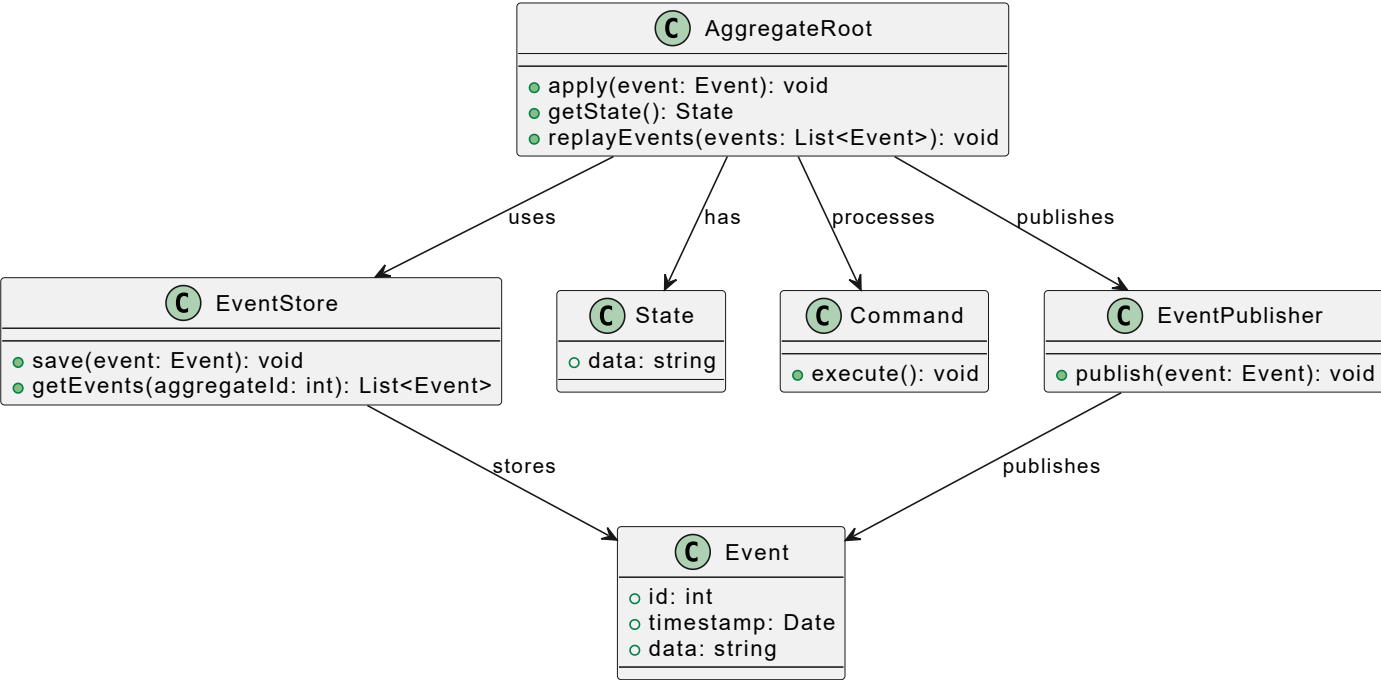 C AggregateRoot
apply(event: Event): void
getState(): State
replayEvents(events: List<Event>): void
uses
has
processes
publishes
C EventStore
save(event: Event): void
getEvents(aggregateId: int): List<Event>
C State
data: string
C Command
execute(): void
C EventPublisher
publish(event: Event): void
stores
publishes
C Event
id: int
timestamp: Date
data: string